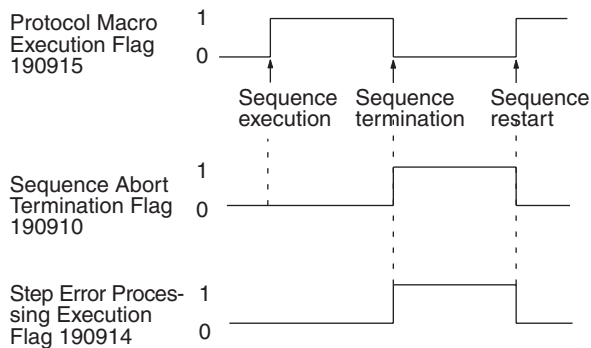 Protocol Macro
Execution Flag
190915
1
0
Sequence
execution
Sequence
termination
Sequence
restart
Sequence Abort
Termination Flag
190910
1
0
Step Error Proces-
sing Execution
Flag 190914
1
0